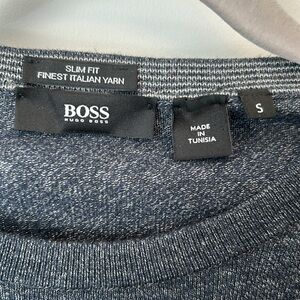 SLIM FIT
FINEST ITALIAN YARN
BOSS
HUGO BOSS
MADE
IN
TUNISIA
S